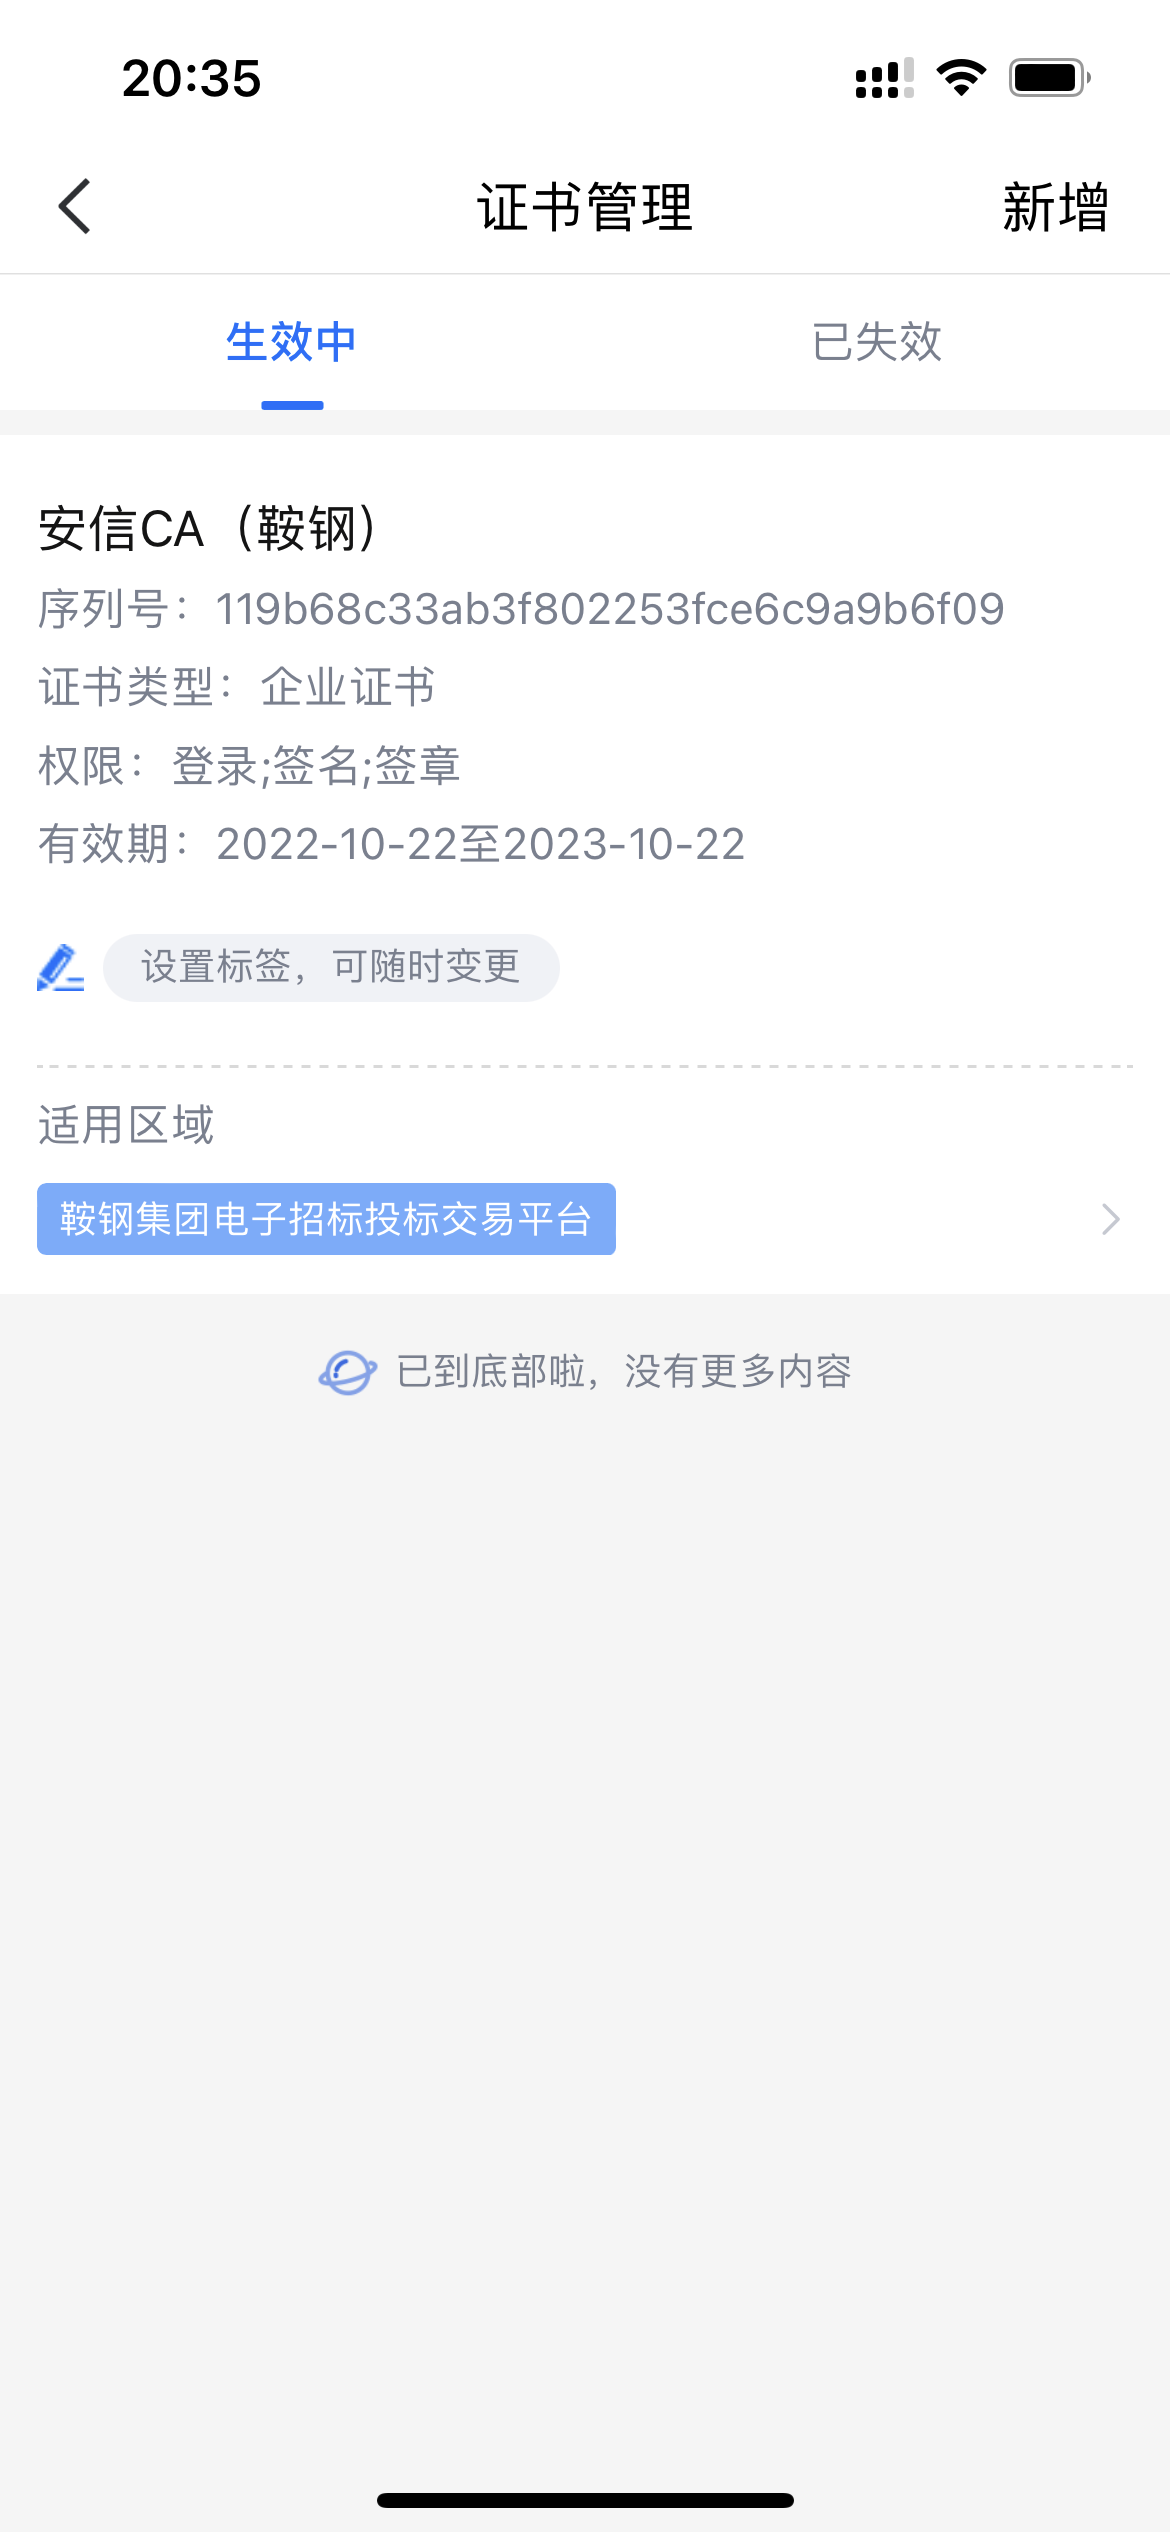 20:35
证书管理
新增
生效中
已失效
安信CA（鞍钢）
序列号：119b68c33ab3f802253fce6c9a9b6f09
证书类型：企业证书
权限：登录;签名;签章
有效期：2022-10-22至2023-10-22
设置标签，可随时变更
适用区域
鞍钢集团电子招标投标交易平台
已到底部啦，没有更多内容